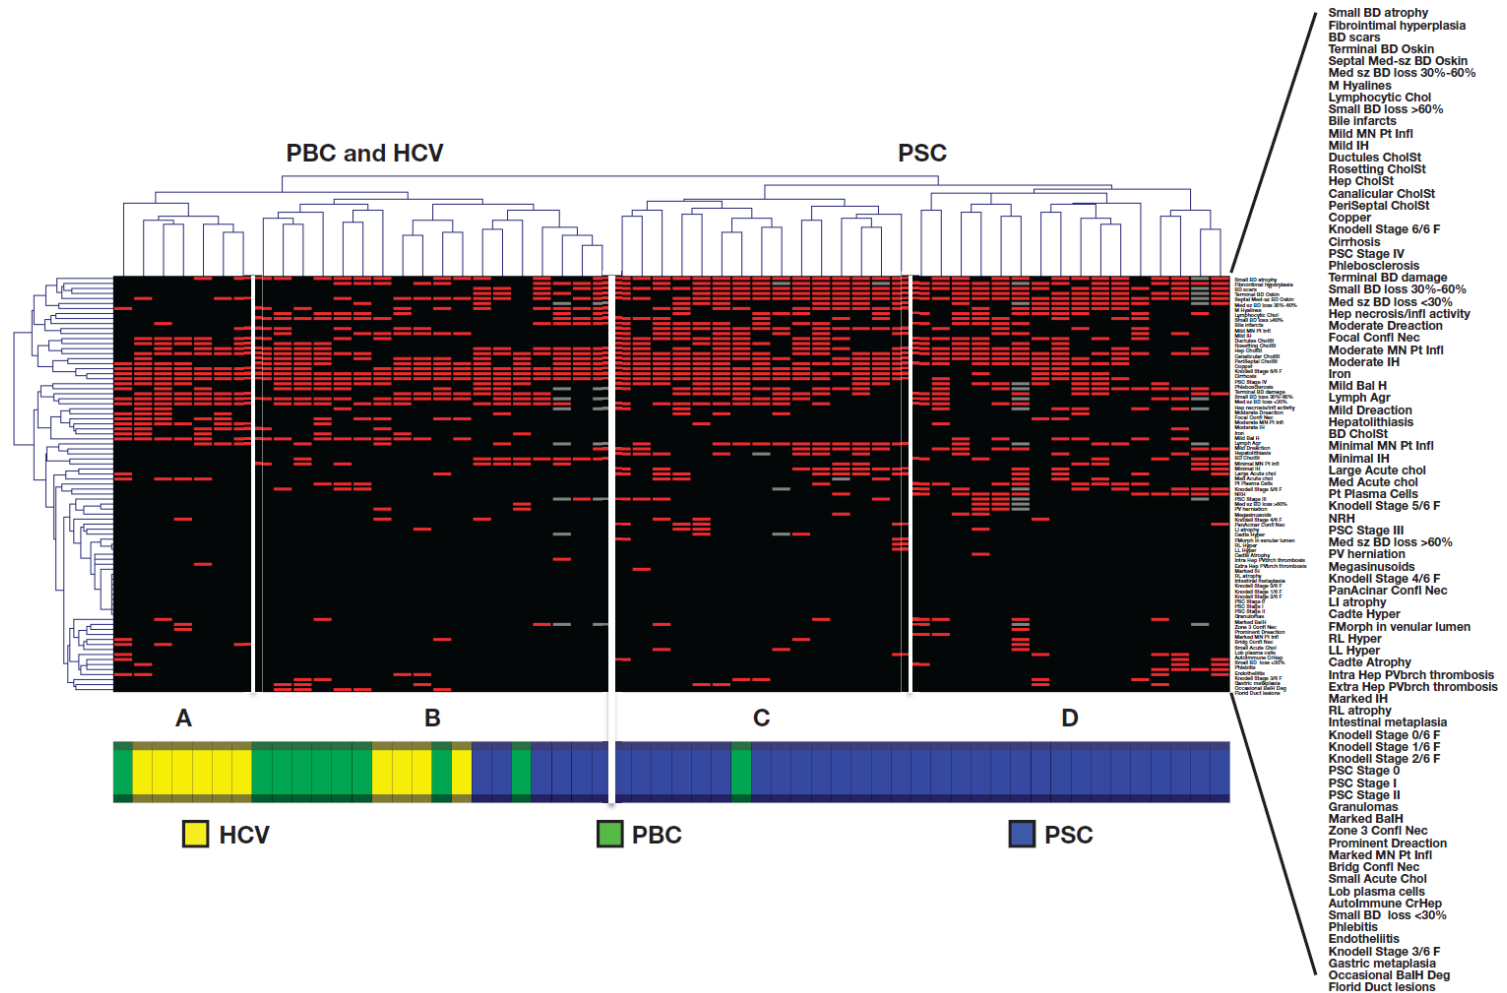 PBC and HCV
PSC
A
B
C
D
HCV
PBC
PSC
Small BD atrophy
Fibrointimal hyperplasia
BD scars
Terminal BD Oskin
Septal Med-sz BD Oskin
Med sz BD loss 30%-60%
M Hyalines
Lymphocytic Chol
Small BD loss >60%
Bile infarcts
Mild MN Pt Infl
Mild IH
Ductules CholSt
Rosetting CholSt
Hep CholSt
Canalicular CholSt
PeriSeptal CholSt
Copper
Knodell Stage 6/6 F
Cirrhosis
PSC Stage IV
Phlebosclerosis
Terminal BD damage
Small BD loss 30%-60%
Med sz BD loss <30%
Hep necrosis/infl activity
Moderate Dreaction
Focal Confl Nec
Moderate MN Pt Infl
Moderate IH
Iron
Mild Bal H
Lymph Agr
Mild Dreaction
Hepatolithiasis
BD CholSt
Minimal MN Pt Infl
Minimal IH
Large Acute chol
Med Acute chol
Pt Plasma Cells
Knodell Stage 5/6 F
NRH
PSC Stage III
Med sz BD loss >60%
PV herniation
Megasinusoids
Knodell Stage 4/6 F
PanAcinar Confl Nec
LI atrophy
Cadte Hyper
FMorph in venular lumen
RL Hyper
LL Hyper
Cadte Atrophy
Intra Hep PVbrch thrombosis
Extra Hep PVbrch thrombosis
Marked IH
RL atrophy
Intestinal metaplasia
Knodell Stage 0/6 F
Knodell Stage 1/6 F
Knodell Stage 2/6 F
PSC Stage 0
PSC Stage I
PSC Stage II
Granulomas
Marked BalH
Zone 3 Confl Nec
Prominent Dreaction
Marked MN Pt Infl
Bridg Confl Nec
Small Acute Chol
Lob plasma cells
AutoImmune CrHep
Small BD  loss <30%
Phlebitis
Endotheliitis
Knodell Stage 3/6 F
Gastric metaplasia
Occasional BalH Deg
Florid Duct lesions